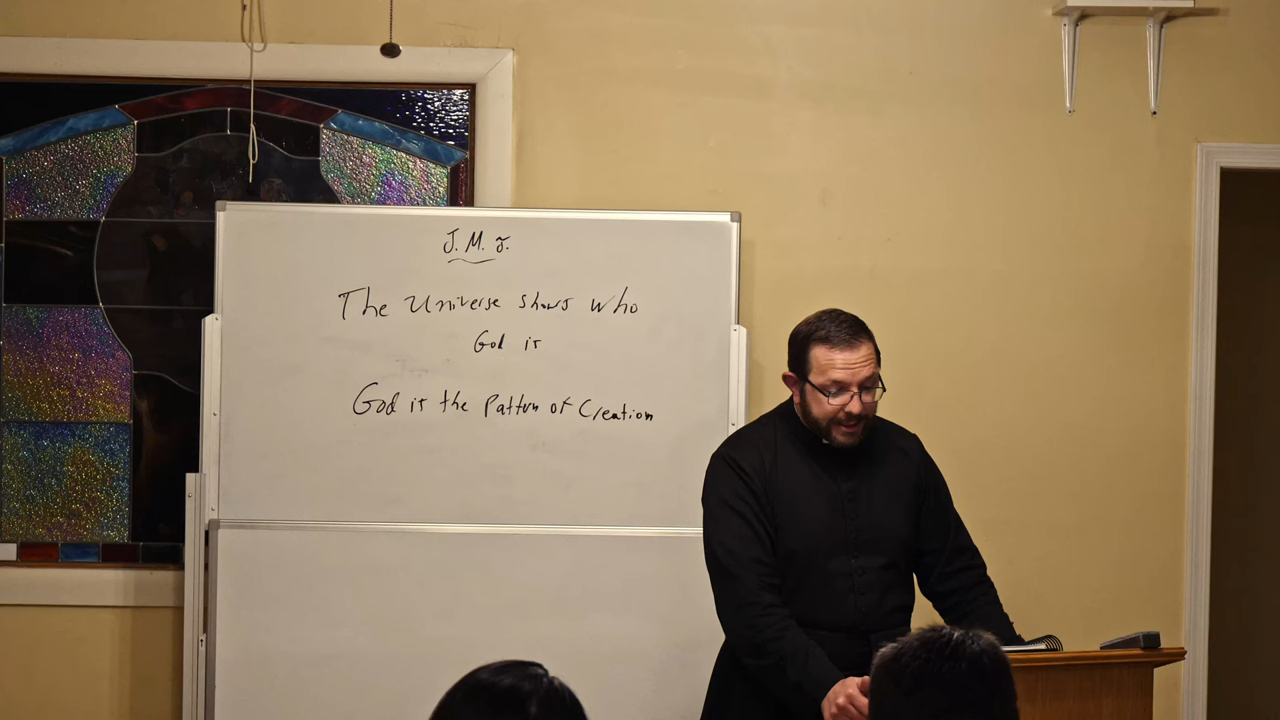 J. M. J.
The Universe shows who
God is
God is the Pattern of Creation